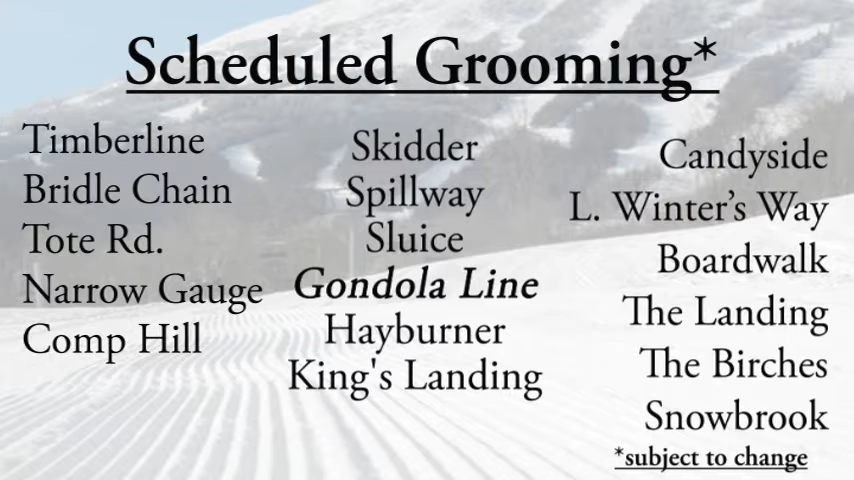 Scheduled Grooming*
Timberline
Bridle Chain
Tote Rd.
Narrow Gauge
Comp Hill
Skidder
Spillway
Sluice
Gondola Line
Hayburner
King's Landing
Candyside
L. Winter’s Way
Boardwalk
The Landing
The Birches
Snowbrook
*subject to change